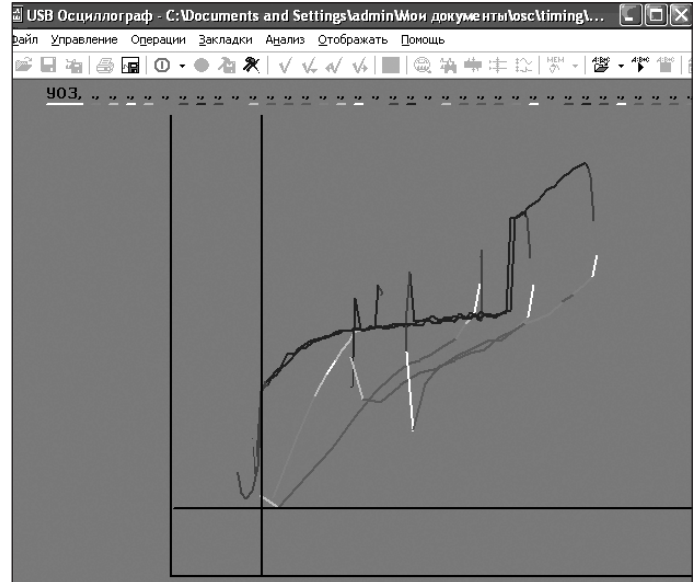 USB Осциллограф - C:\Documents and Settings\admin\Мои документы\osc\timing\...
Файл Управление Операции Закладки Анализ Отображать Помощь
УОЗ,